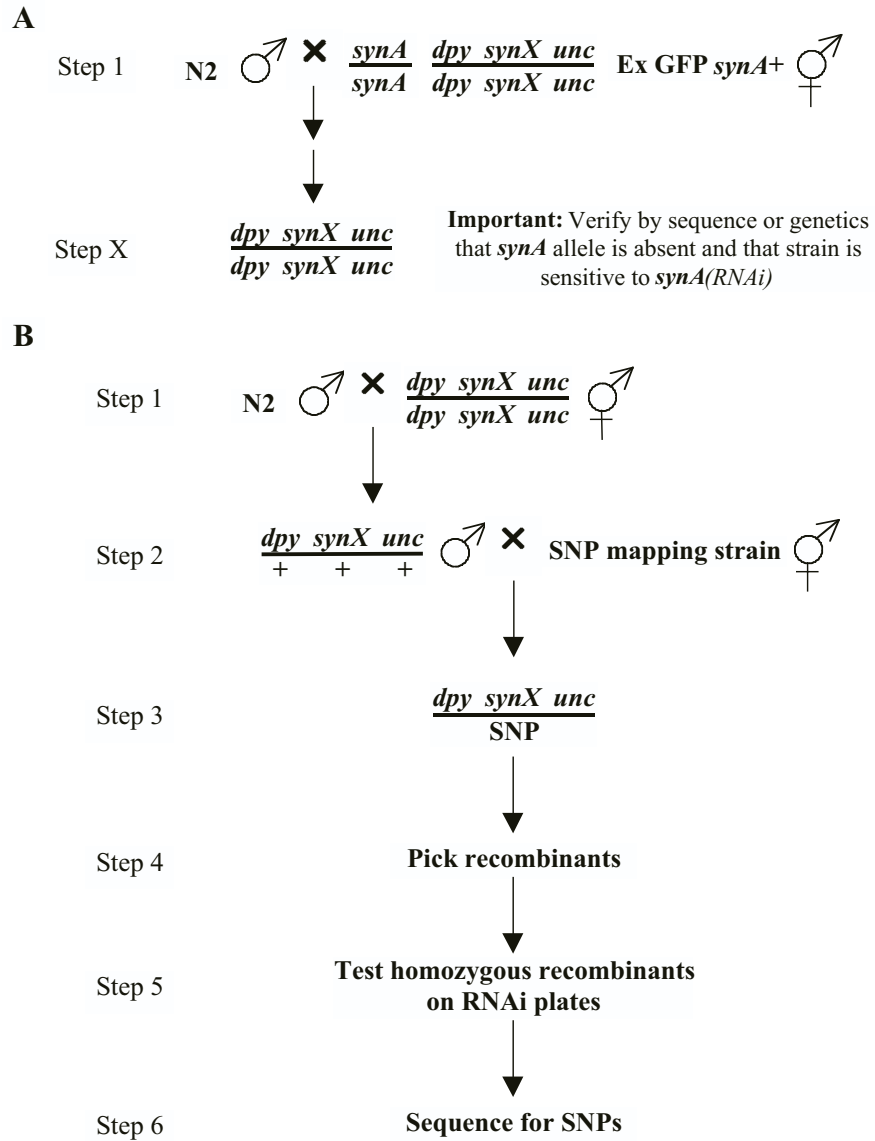 A
Step 1
N2 × synA dpy synX unc Ex GFP synA+
synA dpy synX unc
Step X
dpy synX unc
dpy synX unc
Important: Verify by sequence or genetics
that synA allele is absent and that strain is
sensitive to synA(RNAi)
B
Step 1
N2 × dpy synX unc
dpy synX unc
Step 2
dpy synX unc × SNP mapping strain
+ + +
Step 3
dpy synX unc
SNP
Step 4
Pick recombinants
Step 5
Test homozygous recombinants
on RNAi plates
Step 6
Sequence for SNPs